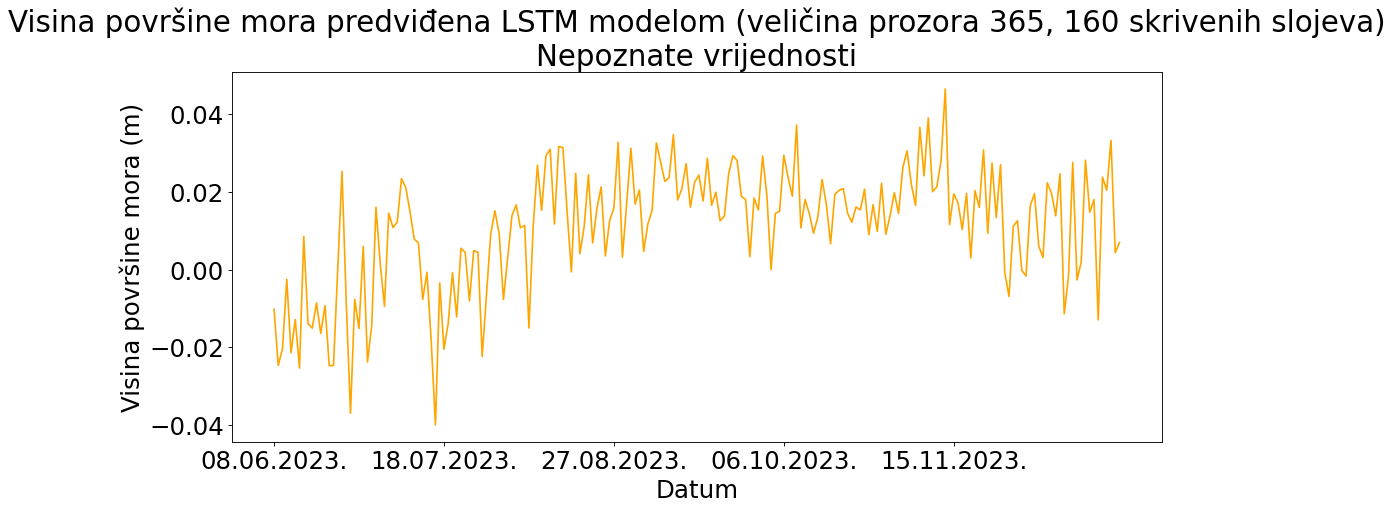 Visina površine mora predviđena LSTM modelom (veličina prozora 365, 160 skrivenih slojeva)
Nepoznate vrijednosti
Visina površine mora (m)
0.04
0.02
0.00
−0.02
−0.04
08.06.2023. 18.07.2023. 27.08.2023. 06.10.2023. 15.11.2023.
Datum